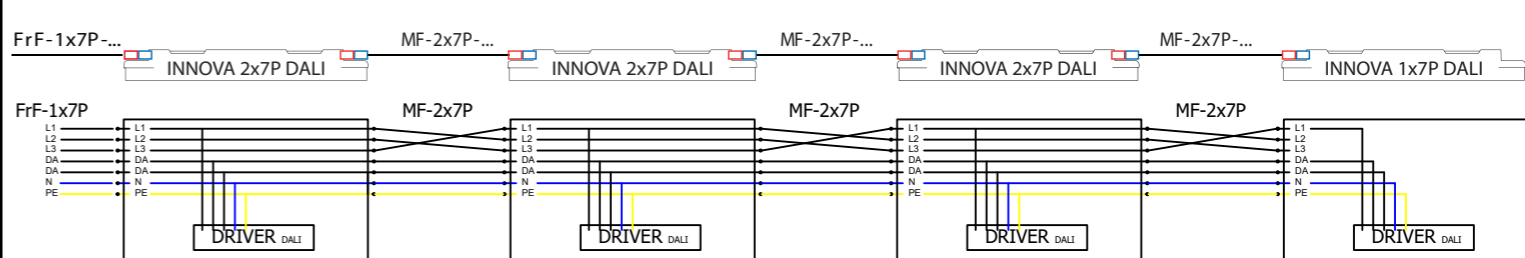 FrF-1x7P-... MF-2x7P-... MF-2x7P-... MF-2x7P-...
INNOVA 2x7P DALI INNOVA 2x7P DALI INNOVA 2x7P DALI INNOVA 1x7P DALI
FrF-1x7P MF-2x7P MF-2x7P MF-2x7P
L1 L1 L1 L1 L1
L2 L2 L2 L2 L2
L3 L3 L3 L3 L3
DA DA DA DA DA
DA DA DA DA DA
N N N N N
PE PE PE PE PE
DRIVER DALI DRIVER DALI DRIVER DALI DRIVER DALI